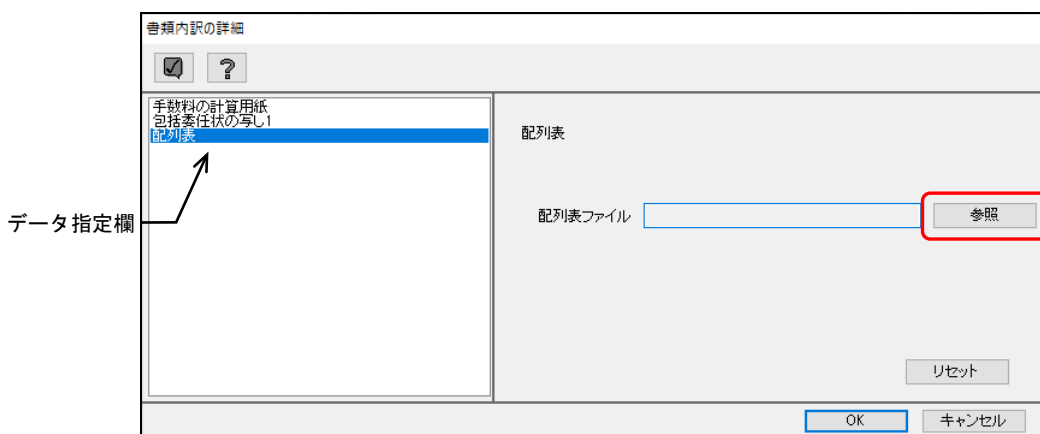 書類内訳の詳細
手数料の計算用紙
包括委任状の写し1
配列表
配列表
データ指定欄
配列表ファイル
参照
リセット
OK
キャンセル